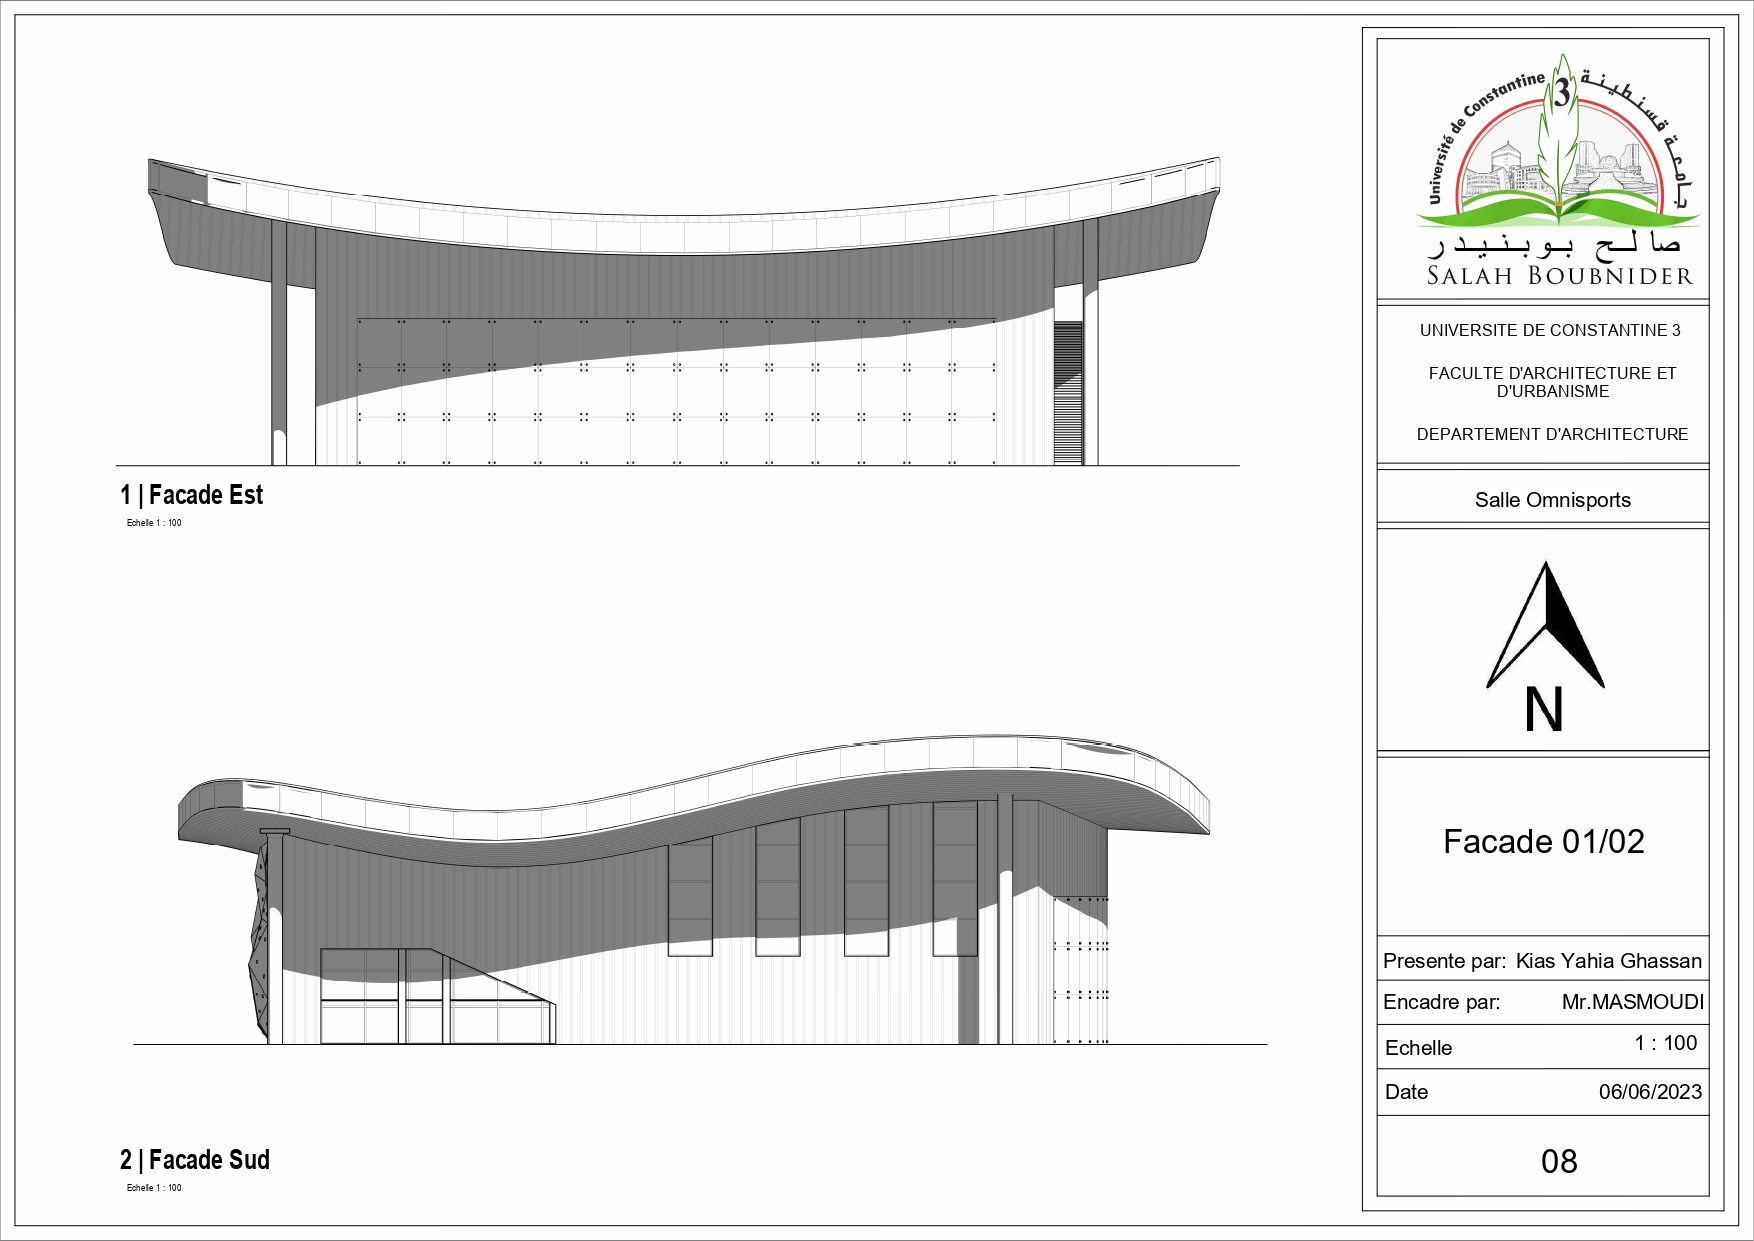 1 | Facade Est
Echelle 1 : 100
2 | Facade Sud
Echelle 1 : 100
Université de Constantine 3 جامعة قسنطينة
صالح بوبنيدر
SALAH BOUBNIDER
UNIVERSITE DE CONSTANTINE 3
FACULTE D'ARCHITECTURE ET
D'URBANISME
DEPARTEMENT D'ARCHITECTURE
Salle Omnisports
N
Facade 01/02
Presente par: Kias Yahia Ghassan
Encadre par: Mr.MASMOUDI
Echelle 1 : 100
Date 06/06/2023
08